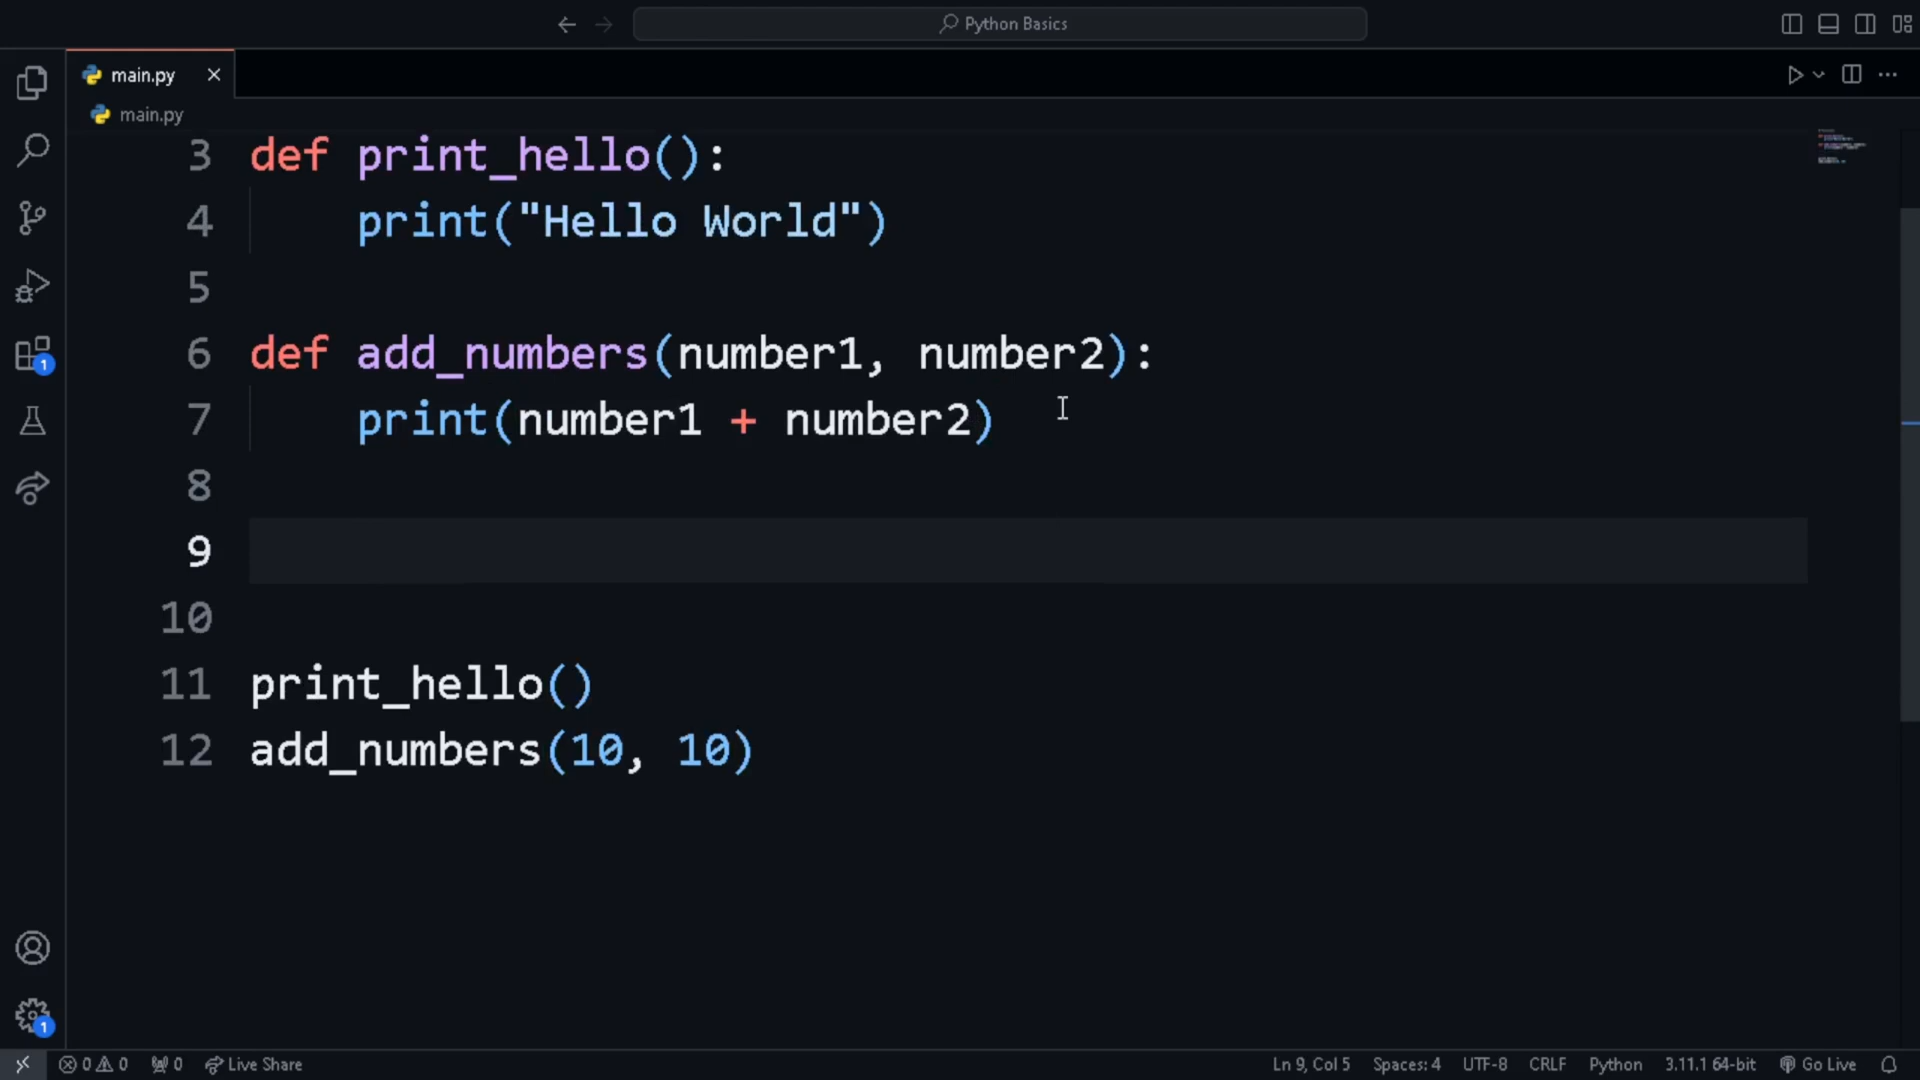 Python Basics
main.py
main.py
3 def print_hello():
4     print("Hello World")
5
6 def add_numbers(number1, number2):
7     print(number1 + number2)
8
9
10
11 print_hello()
12 add_numbers(10, 10)
1
1
0 0 0 Live Share Ln 9, Col 5 Spaces: 4 UTF-8 CRLF Python 3.11.1 64-bit Go Live